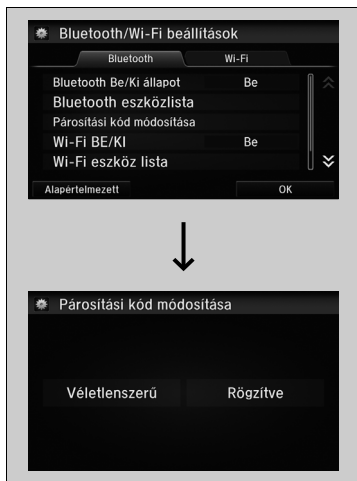 Bluetooth/Wi-Fi beállítások
Bluetooth Wi-Fi
Bluetooth Be/Ki állapot Be
Bluetooth eszközlista
Párosítási kód módosítása
Wi-Fi BE/KI Be
Wi-Fi eszköz lista
Alapértelmezett OK
Párosítási kód módosítása
Véletlenszerű Rögzítve